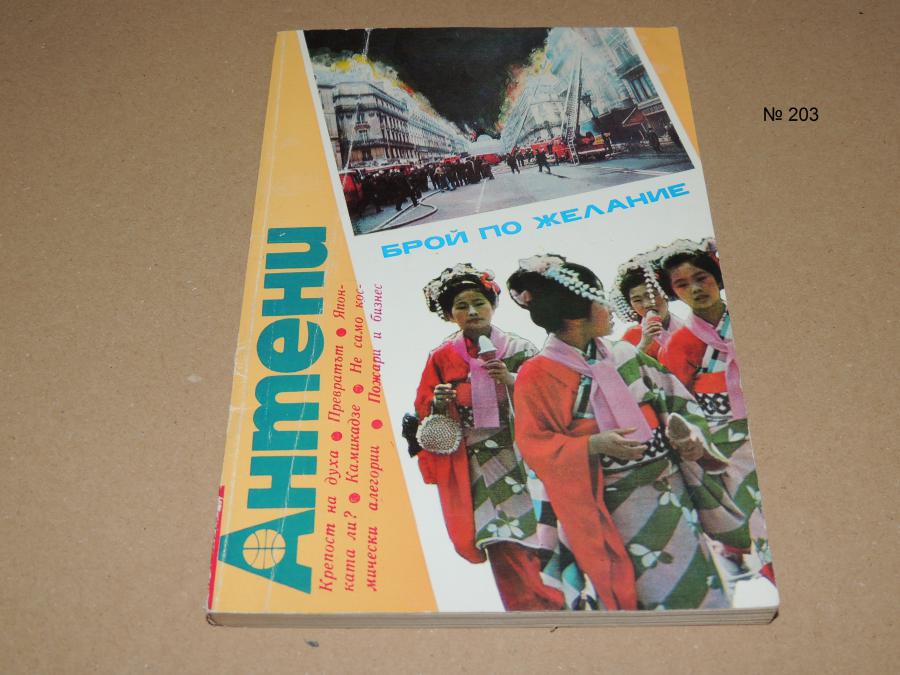 № 203
БРОЙ ПО ЖЕЛАНИЕ
Антени
Крепост на духа ● Превратът ● Япон-
ката ли? ● Камикадзе ● Не само кос-
мически алегории ● Пожари и бизнес